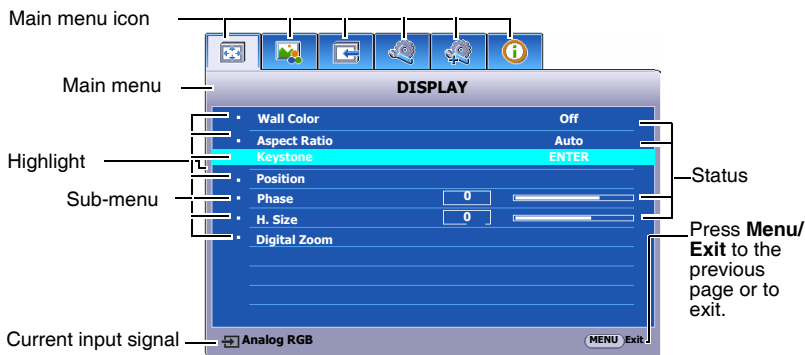 Main menu icon
Main menu
DISPLAY
Wall Color Off
Aspect Ratio Auto
Highlight
Keystone ENTER
Position
Status
Sub-menu
Phase 0
H. Size 0
Digital Zoom
Press Menu/
Exit to the
previous
page or to
exit.
Current input signal
Analog RGB
MENU Exit